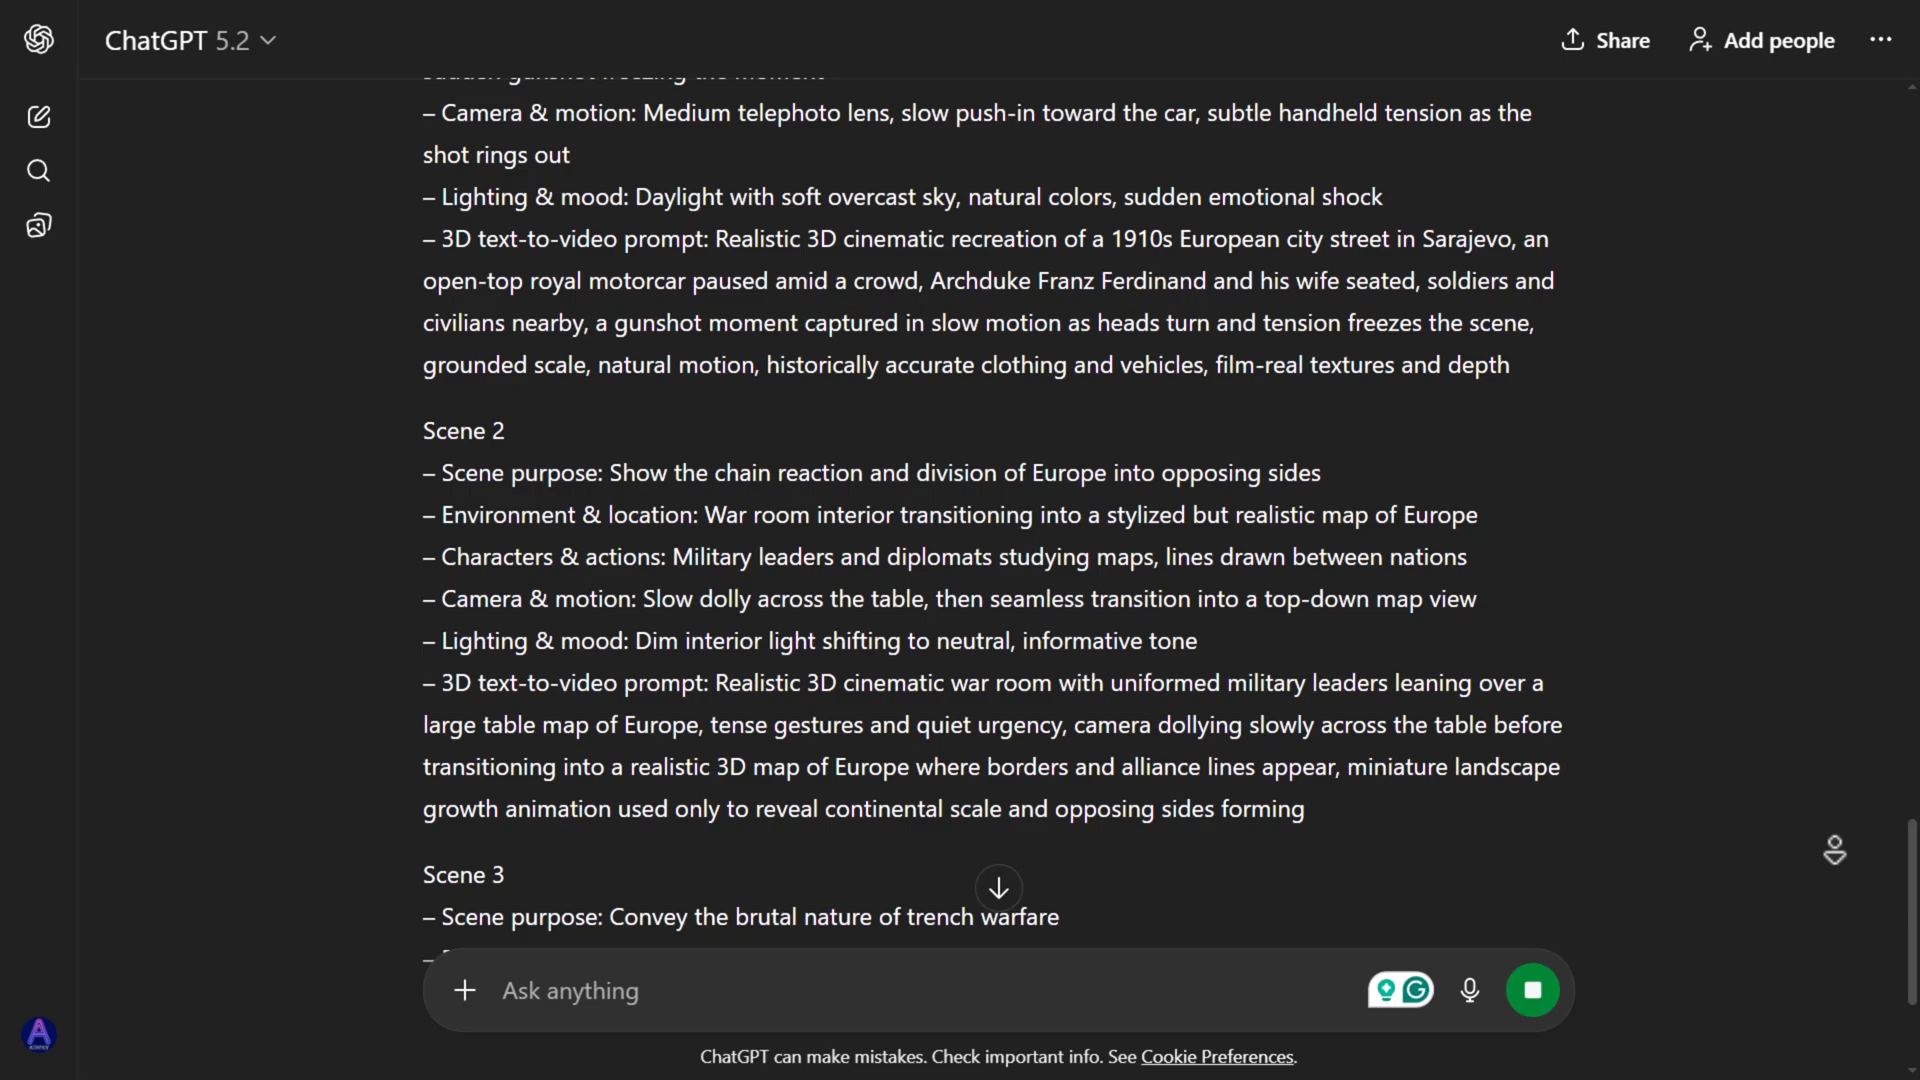 ChatGPT 5.2
Share
Add people
sudden gunshot freezing the moment
– Camera & motion: Medium telephoto lens, slow push-in toward the car, subtle handheld tension as the
shot rings out
– Lighting & mood: Daylight with soft overcast sky, natural colors, sudden emotional shock
– 3D text-to-video prompt: Realistic 3D cinematic recreation of a 1910s European city street in Sarajevo, an
open-top royal motorcar paused amid a crowd, Archduke Franz Ferdinand and his wife seated, soldiers and
civilians nearby, a gunshot moment captured in slow motion as heads turn and tension freezes the scene,
grounded scale, natural motion, historically accurate clothing and vehicles, film-real textures and depth
Scene 2
– Scene purpose: Show the chain reaction and division of Europe into opposing sides
– Environment & location: War room interior transitioning into a stylized but realistic map of Europe
– Characters & actions: Military leaders and diplomats studying maps, lines drawn between nations
– Camera & motion: Slow dolly across the table, then seamless transition into a top-down map view
– Lighting & mood: Dim interior light shifting to neutral, informative tone
– 3D text-to-video prompt: Realistic 3D cinematic war room with uniformed military leaders leaning over a
large table map of Europe, tense gestures and quiet urgency, camera dollying slowly across the table before
transitioning into a realistic 3D map of Europe where borders and alliance lines appear, miniature landscape
growth animation used only to reveal continental scale and opposing sides forming
Scene 3
– Scene purpose: Convey the brutal nature of trench warfare
–
Ask anything
ChatGPT can make mistakes. Check important info. See Cookie Preferences.